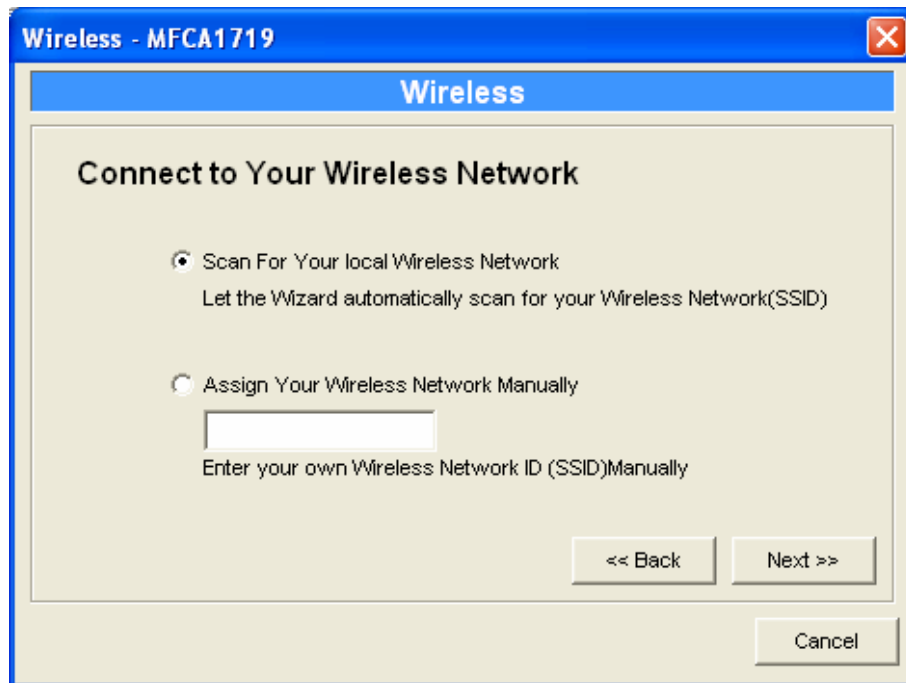 Wireless - MFCA1719
Wireless
Connect to Your Wireless Network
Scan For Your local Wireless Network
Let the Wizard automatically scan for your Wireless Network(SSID)
Assign Your Wireless Network Manually
Enter your own Wireless Network ID (SSID)Manually
<< Back
Next >>
Cancel